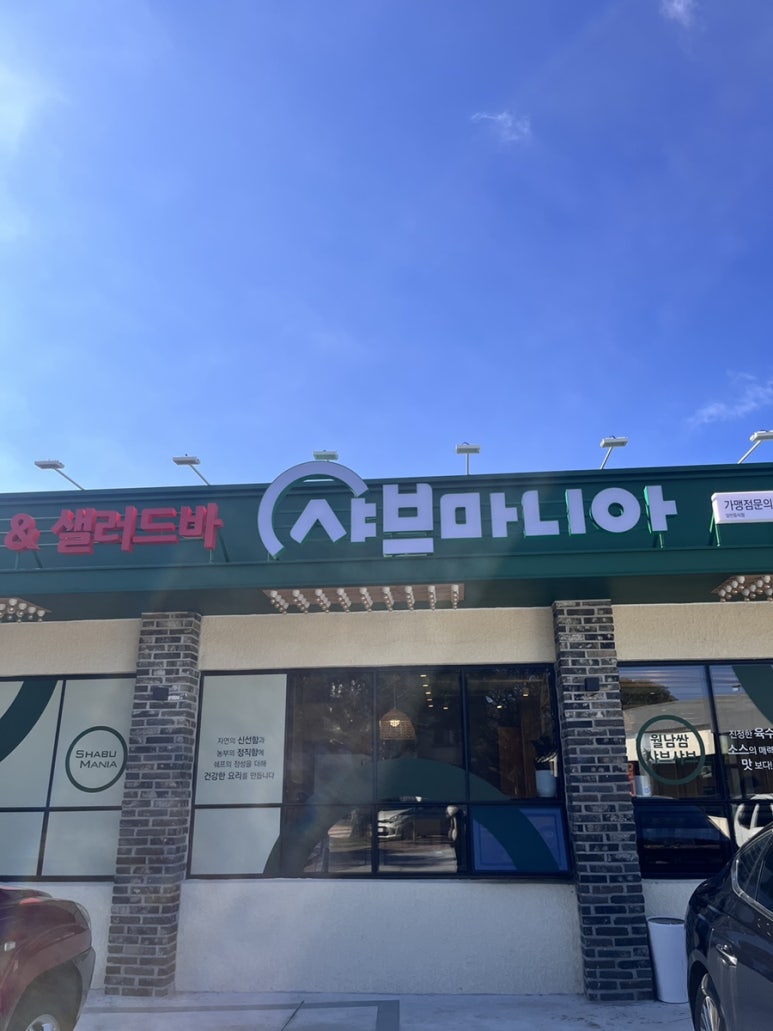 & 샐러드바
샤브마니아
가맹점문의
SHABU
MANIA
자연의 신선함과
농부의 정직함에
쉐프의 정성을 더해
건강한 요리를 만듭니다
월남쌈
샤브샤브
진정한 육수
소스의 매력
맛 보다!